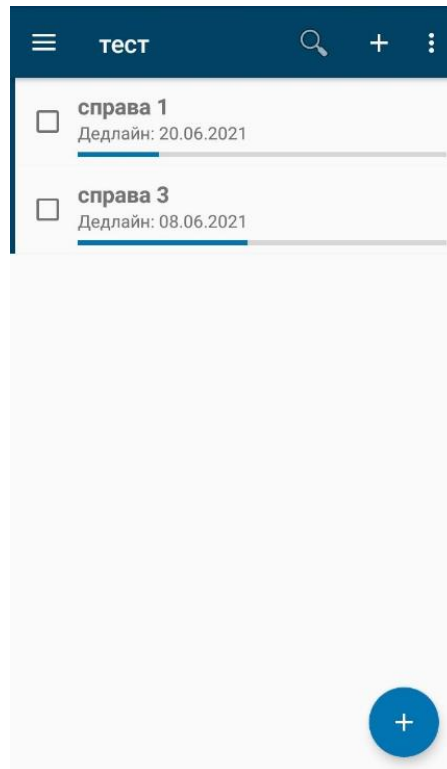 тест
справа 1
Дедлайн: 20.06.2021
справа 3
Дедлайн: 08.06.2021